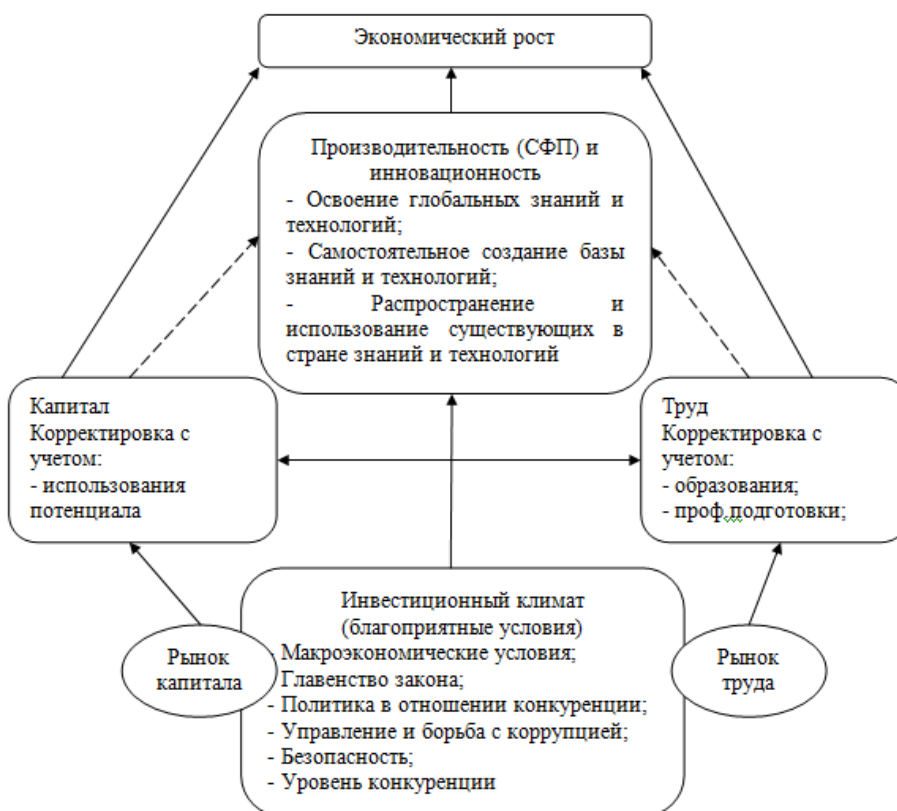 Экономический рост
Производительность (СФП) и
инновационность
- Освоение глобальных знаний и
технологий;
- Самостоятельное создание базы
знаний и технологий;
- Распространение и
использование существующих в
стране знаний и технологий
Капитал
Корректировка с
учетом:
- использования
потенциала
Труд
Корректировка с
учетом:
- образования;
- проф.подготовки;
Инвестиционный климат
(благоприятные условия)
- Макроэкономические условия;
Главенство закона;
- Политика в отношении конкуренции;
- Управление и борьба с коррупцией;
- Безопасность;
- Уровень конкуренции
Рынок
капитала
Рынок
труда